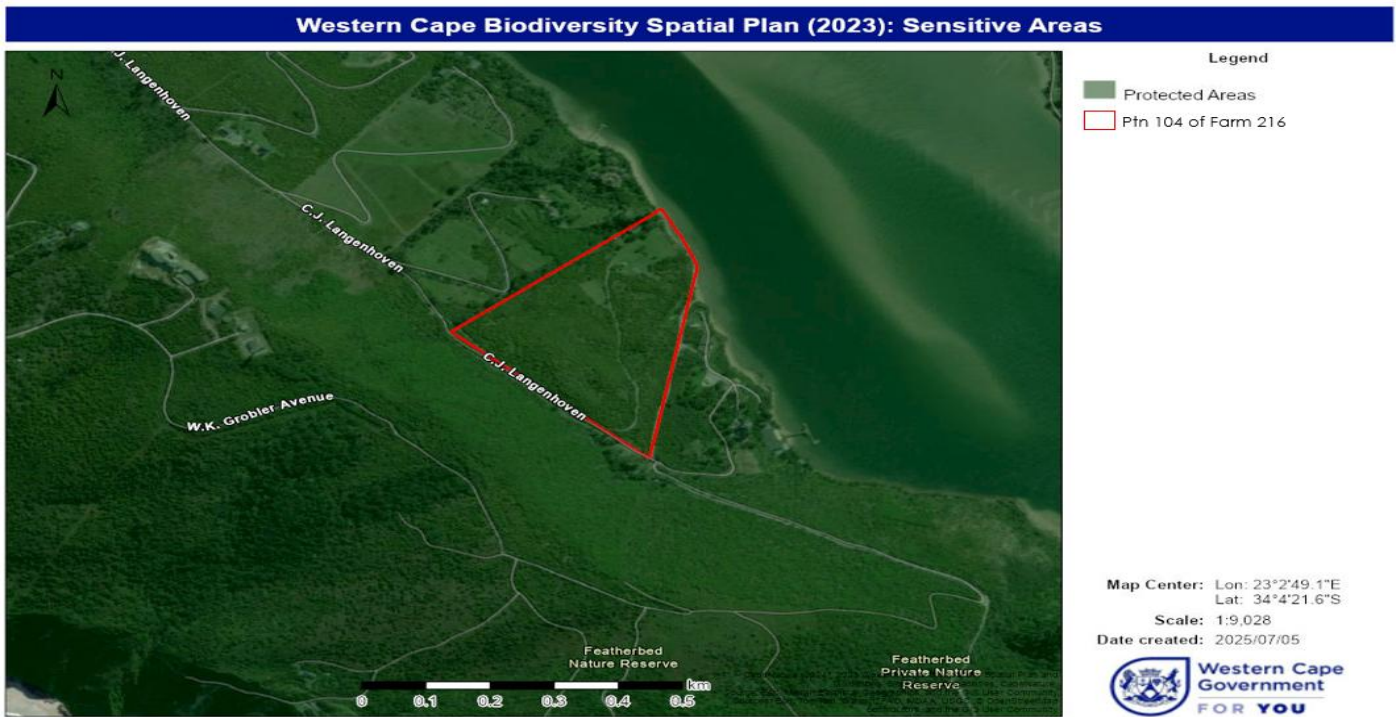 Western Cape Biodiversity Spatial Plan (2023): Sensitive Areas
N
J. Langenhoven
C.J. Langenhoven
C.J. Langenhoven
W.K. Grobler Avenue
Featherbed
Nature Reserve
Featherbed
Private Nature
Reserve
km
0 0.1 0.2 0.3 0.4 0.5
Legend
Protected Areas
Ptn 104 of Farm 216
Map Center: Lon: 23°2'49.1"E
Lat: 34°4'21.6"S
Scale: 1:9,028
Date created: 2025/07/05
Western Cape
Government
FOR YOU